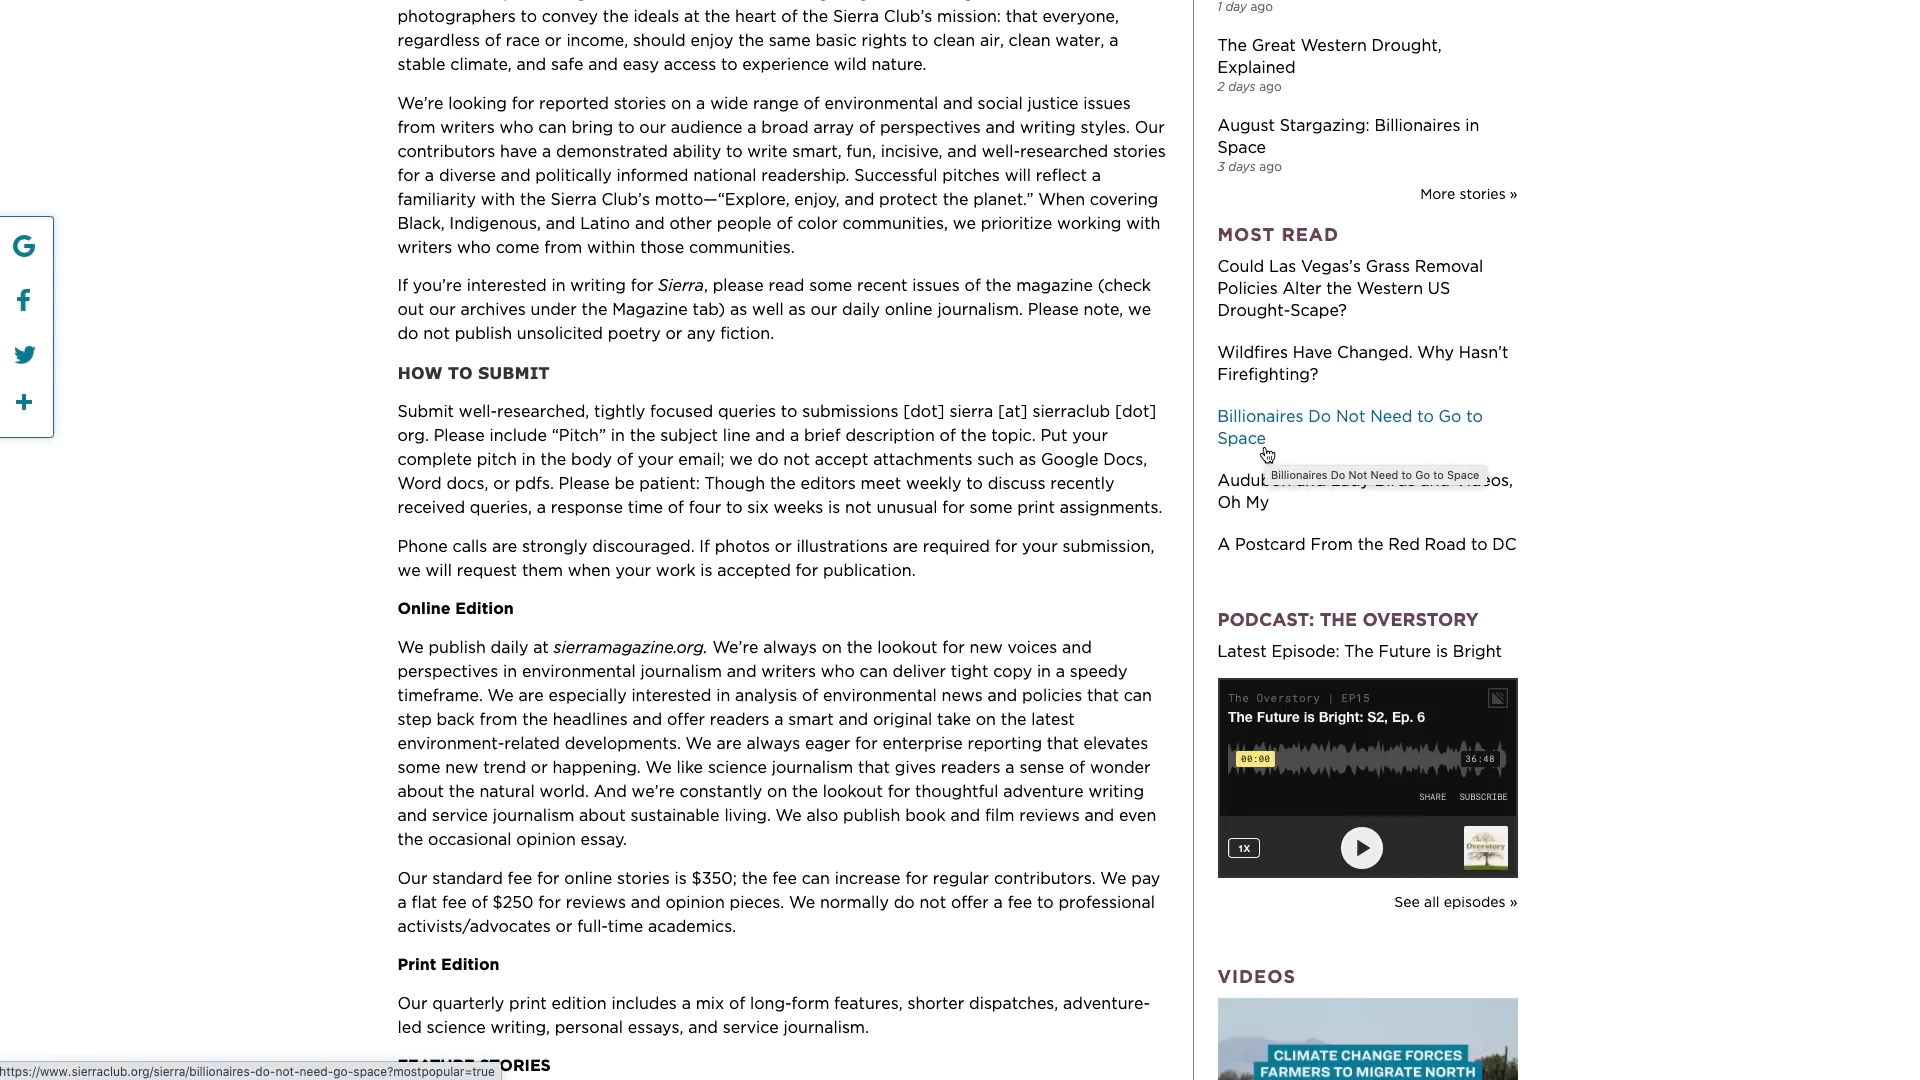 photographers to convey the ideals at the heart of the Sierra Club’s mission: that everyone,
regardless of race or income, should enjoy the same basic rights to clean air, clean water, a
stable climate, and safe and easy access to experience wild nature.
We’re looking for reported stories on a wide range of environmental and social justice issues
from writers who can bring to our audience a broad array of perspectives and writing styles. Our
contributors have a demonstrated ability to write smart, fun, incisive, and well-researched stories
for a diverse and politically informed national readership. Successful pitches will reflect a
familiarity with the Sierra Club’s motto—“Explore, enjoy, and protect the planet.” When covering
Black, Indigenous, and Latino and other people of color communities, we prioritize working with
writers who come from within those communities.
If you’re interested in writing for Sierra, please read some recent issues of the magazine (check
out our archives under the Magazine tab) as well as our daily online journalism. Please note, we
do not publish unsolicited poetry or any fiction.
HOW TO SUBMIT
Submit well-researched, tightly focused queries to submissions [dot] sierra [at] sierraclub [dot]
org. Please include “Pitch” in the subject line and a brief description of the topic. Put your
complete pitch in the body of your email; we do not accept attachments such as Google Docs,
Word docs, or pdfs. Please be patient: Though the editors meet weekly to discuss recently
received queries, a response time of four to six weeks is not unusual for some print assignments.
Phone calls are strongly discouraged. If photos or illustrations are required for your submission,
we will request them when your work is accepted for publication.
Online Edition
We publish daily at sierramagazine.org. We’re always on the lookout for new voices and
perspectives in environmental journalism and writers who can deliver tight copy in a speedy
timeframe. We are especially interested in analysis of environmental news and policies that can
step back from the headlines and offer readers a smart and original take on the latest
environment-related developments. We are always eager for enterprise reporting that elevates
some new trend or happening. We like science journalism that gives readers a sense of wonder
about the natural world. And we’re constantly on the lookout for thoughtful adventure writing
and service journalism about sustainable living. We also publish book and film reviews and even
the occasional opinion essay.
Our standard fee for online stories is $350; the fee can increase for regular contributors. We pay
a flat fee of $250 for reviews and opinion pieces. We normally do not offer a fee to professional
activists/advocates or full-time academics.
Print Edition
Our quarterly print edition includes a mix of long-form features, shorter dispatches, adventure-
led science writing, personal essays, and service journalism.
FEATURE STORIES
https://www.sierraclub.org/sierra/billionaires-do-not-need-go-space?mostpopular=true
1 day ago
The Great Western Drought,
Explained
2 days ago
August Stargazing: Billionaires in
Space
3 days ago
More stories »
MOST READ
Could Las Vegas’s Grass Removal
Policies Alter the Western US
Drought-Scape?
Wildfires Have Changed. Why Hasn’t
Firefighting?
Billionaires Do Not Need to Go to
Space
Billionaires Do Not Need to Go to Space
Oh My
A Postcard From the Red Road to DC
PODCAST: THE OVERSTORY
Latest Episode: The Future is Bright
The Overstory | EP15
The Future is Bright: S2, Ep. 6
00:00
36:48
SHARE SUBSCRIBE
1X
Overstory
See all episodes »
VIDEOS
CLIMATE CHANGE FORCES
FARMERS TO MIGRATE NORTH